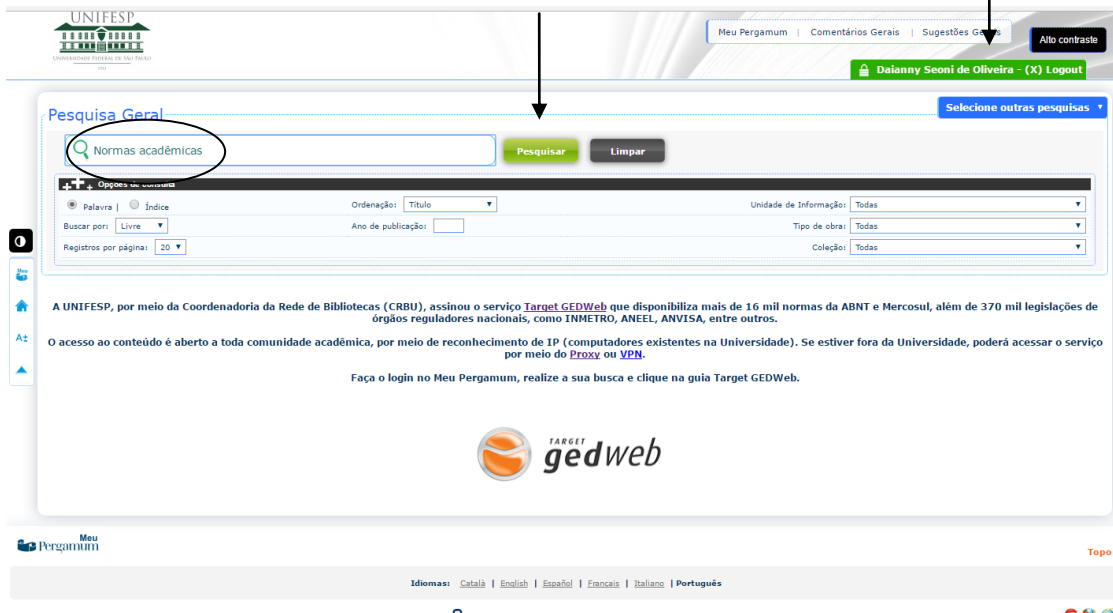 UNIFESP
UNIVERSIDADE FEDERAL DE SÃO PAULO
Meu Pergamum | Comentários Gerais | Sugestões Gerais
Alto contraste
Daianny Seoni de Oliveira - (X) Logout
Selecione outras pesquisas
Pesquisa Geral
Normas acadêmicas
Pesquisar
Limpar
Opções de consulta
Palavra | Índice
Ordenação: Título
Unidade de Informação: Todas
Buscar por: Livre
Ano de publicação:
Tipo de obra: Todas
Registros por página: 20
Coleção: Todas
Meu
A±
A UNIFESP, por meio da Coordenadoria da Rede de Bibliotecas (CRBU), assinou o serviço Target GEDWeb que disponibiliza mais de 16 mil normas da ABNT e Mercosul, além de 370 mil legislações de
órgãos reguladores nacionais, como INMETRO, ANEEL, ANVISA, entre outros.
O acesso ao conteúdo é aberto a toda comunidade acadêmica, por meio de reconhecimento de IP (computadores existentes na Universidade). Se estiver fora da Universidade, poderá acessar o serviço
por meio do Proxy ou VPN.
Faça o login no Meu Pergamum, realize a sua busca e clique na guia Target GEDWeb.
TARGET
gedweb
Meu
Pergamum
Topo
Idiomas: Català | English | Español | Français | Italiano | Português